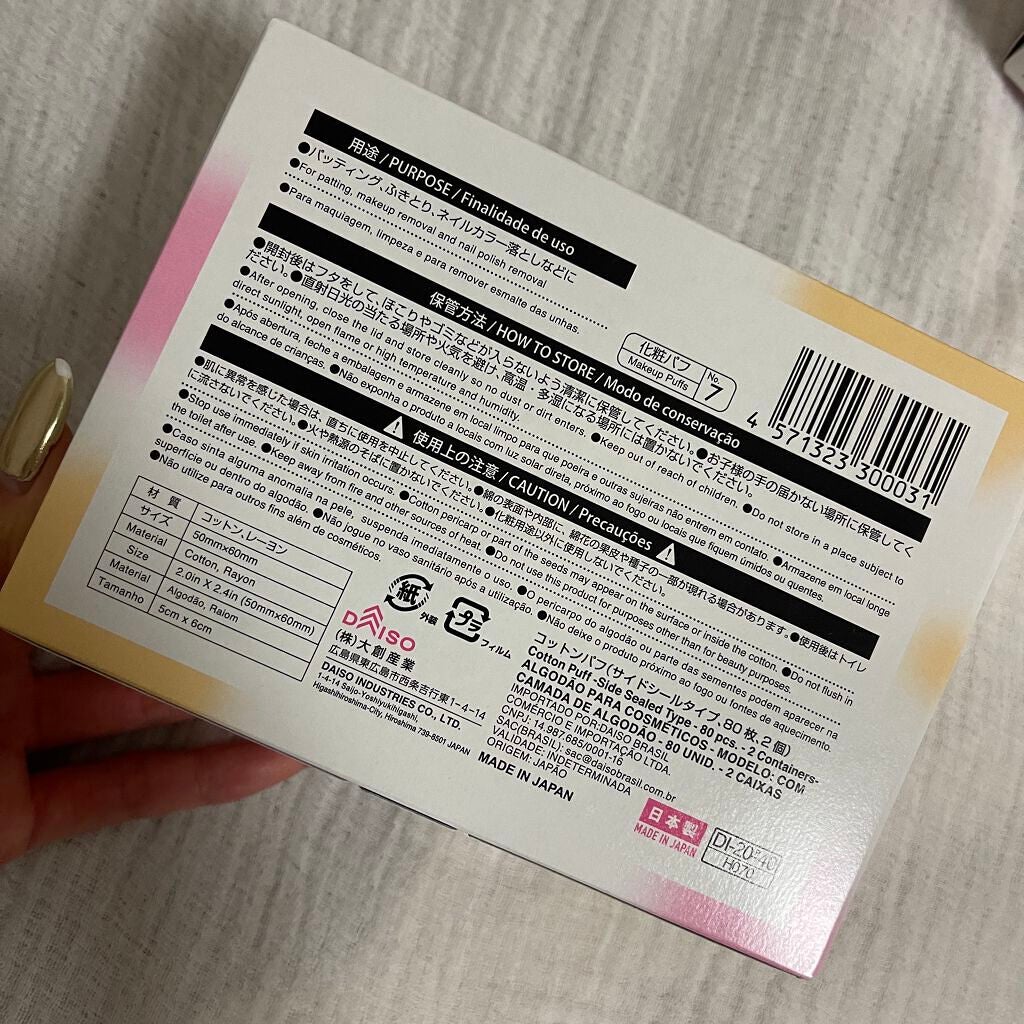 用途 / PURPOSE / Finalidade de uso
●パッティング、ふきとり、ネイルカラー落としなどに
●For patting, makeup removal and nail polish removal
●Para maquiagem, limpeza e para remover esmalte das unhas.
化粧パフ
Makeup Puffs
No.
7
4 571323 300031
保管方法 / HOW TO STORE / Modo de conservação
●開封後はフタをして、ほこりやゴミなどが入らないよう清潔に保管してください。●お子様の手の届かない場所に保管してく
ださい。●直射日光の当たる場所や火気を避け、高温・多湿になる場所には置かないでください。
●After opening, close the lid and store cleanly so no dust or dirt enters. ●Keep out of reach of children. ●Do not store in a place subject to
direct sunlight, open flame or high temperature and humidity.
●Após abertura, feche a embalagem e armazene em local limpo para que poeira e outras sujeiras não entrem em contato. ●Armazene em local longe
do alcance de crianças. ●Não exponha o produto a locais com luz solar direta, próximo ao fogo ou locais que fiquem úmidos ou quentes.
使用上の注意 / CAUTION / Precauções
●肌に異常を感じた場合は、直ちに使用を中止してください。●綿の表面や内部に、綿花の果皮や種子の一部が現れる場合があります。●使用後はトイレ
に流さないでください。●火や熱源のそばに置かないでください。●化粧用途以外に使用しないでください。
●Stop use immediately if skin irritation occurs. ●Cotton pericarp or part of the seeds may appear on the surface or inside the cotton. ●Do not flush in
the toilet after use. ●Keep away from fire and other sources of heat. ●Do not use this product for purposes other than for beauty purposes.
●Caso sinta alguma anomalia na pele, suspenda imediatamente o uso. ●O pericarpo do algodão ou parte das sementes podem aparecer na
superfície ou dentro do algodão. ●Não jogue no vaso sanitário após a utilização ●Não deixe o produto próximo ao fogo ou fontes de aquecimento.
●Não utilize para outros fins além de cosméticos.
材 質 コットン、レーヨン
サイズ 50mm×60mm
Material Cotton, Rayon
Size 2.0in X 2.4in (50mm×60mm)
Material Algodão, Raiom
Tamanho 5cm x 6cm
紙
外装
プラ
フィルム
DAISO
(株)大創産業
広島県東広島市西条吉行東1-4-14
DAISO INDUSTRIES CO., LTD.
1-4-14 Saijo-Yoshiyukihigashi,
Higashihiroshima-City, Hiroshima 739-8501 JAPAN
コットンパフ(サイドシールタイプ、80枚、2個)
Cotton Puff -Side Sealed Type - 80 pcs. - 2 Containers-
ALGODÃO PARA COSMÉTICOS - MODELO: COM
CAMADA DE ALGODÃO - 80 UNID. - 2 CAIXAS
IMPORTADO POR:DAISO BRASIL
COMÉRCIO E IMPORTAÇÃO LTDA.
CNPJ: 14.987.685/0001-16
SAC(BRASIL): sac@daisobrasil.com.br
VALIDADE: INDETERMINADA
ORIGEM: JAPÃO
MADE IN JAPAN
日本製
MADE IN JAPAN
H070